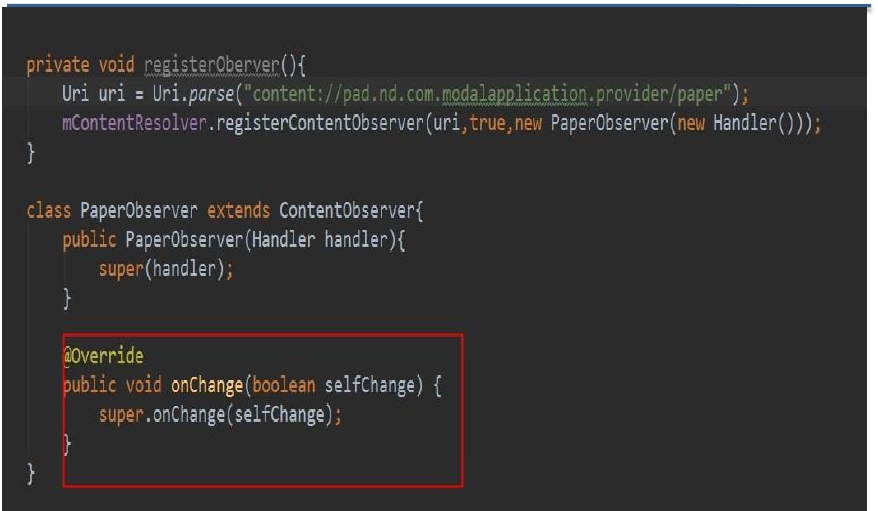 private void registerOberver(){
Uri uri = Uri.parse("content://pad.nd.com.modalapplication.provider/paper");
mContentResolver.registerContentObserver(uri,true,new PaperObserver(new Handler()));
}
class PaperObserver extends ContentObserver{
public PaperObserver(Handler handler){
super(handler);
}
@Override
public void onChange(boolean selfChange) {
super.onChange(selfChange);
}
}